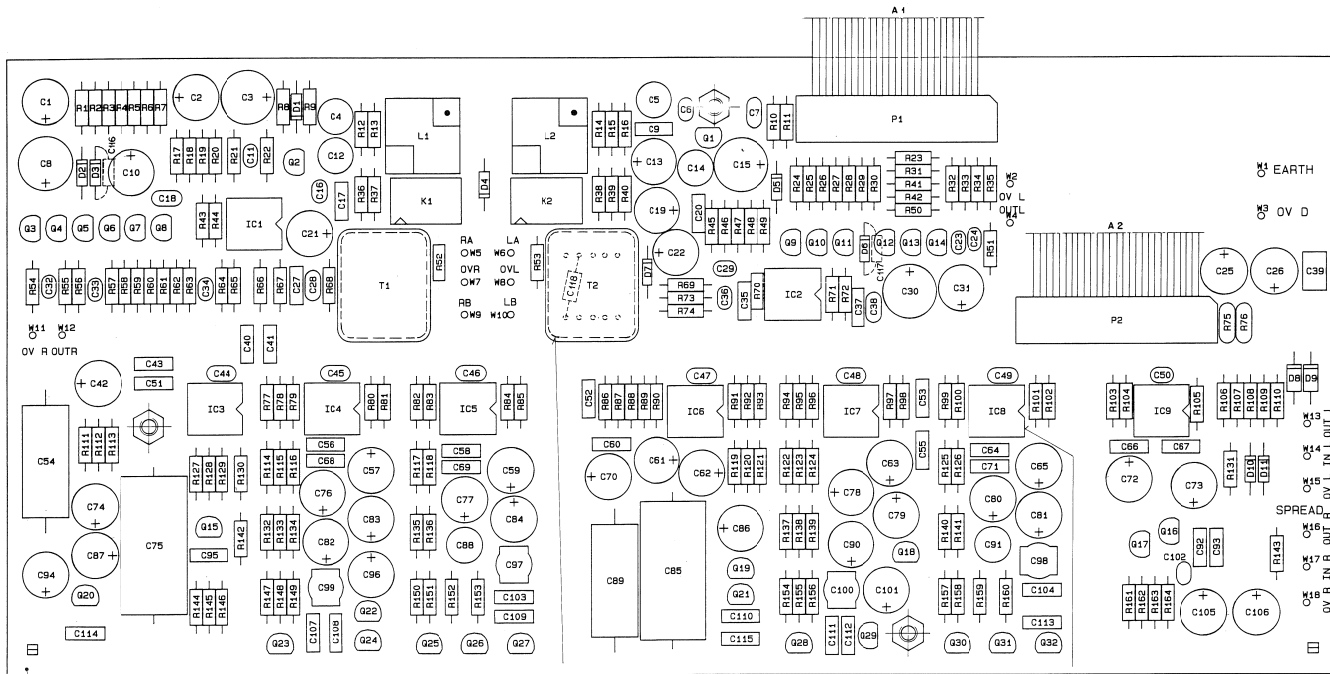 A1
C1 R1 R2 R3 R4 R5 R6 R7 C2 C3 R8 D1 R9 C4 R12 R13 L1 L2 R14 R15 R16 C5 C6 C7 R10 R11 P1
C9 Q1
C8 D2 D3 C116 C10 R17 R18 R19 R20 R21 C11 R22 Q2 C12 C13 C14 C15 R23
C18 C16 C17 R36 R37 K1 D4 K2 R38 R39 R40 D5 R24 R25 R26 R27 R28 R29 R30 R31 R41 R42 R50 R32 R33 R34 R35 W2 W1 EARTH
0V L
OUTL
W4
W3 0V D
Q3 Q4 Q5 Q6 Q7 Q8 R43 R44 IC1 C21 C19 C20 R45 R46 R47 R48 R49 A2
R52 RA LA R53 C22 Q9 Q10 Q11 D6 Q12 Q13 Q14 C23 C24 R51
W5 W6
0VR 0VL
W7 W8
RB LB
W9 W10
R54 C32 R55 R56 C33 R57 R58 R59 R60 R61 R62 R63 C34 R64 R65 R66 R67 C27 C28 R68 T1 C118 T2 D7 C29 C117 C25 C26 C39
R69 R73 R74 C36 C35 R70 IC2 R71 R72 C37 C38 C30 C31
W11 W12
0V R OUTR
P2 R75 R76
C40 C41
C43 C51 C42 C44 C45 C46 C47 C48 C49 C50 D8 D9
IC3 R77 R78 R79 IC4 R80 R81 R82 R83 IC5 R84 R85 C52 R86 R87 R88 R89 R90 IC6 R91 R92 R93 R94 R95 R96 IC7 R97 R98 C53 R99 R100 IC8 R101 R102 R103 R104 IC9 R105 R106 R107 R108 R109 R110
W13 OUT L
C54 R111 R112 R113 C56 C68 C58 C69 C60 C55 C64 C71 C66 C67
W14 IN L
R127 R128 R129 R130 R114 R115 R116 C57 R117 R118 C59 C70 C61 C62 R119 R120 R121 R122 R123 R124 C63 R125 R126 C65 C72 C73 R131 D10 D11
W15 0V L
C74 C75 C76 C77 C78 C79 C80 C81
SPREAD
W16 OUT R
Q15 R142 R132 R133 R134 C82 C83 R135 R136 C88 C84 C86 R137 R138 R139 C90 Q18 R140 R141 C91 Q17 Q16 C92 C93 R143
C87 C95 C97 C98 C102
W17 IN R
C94 Q20 C99 C96 C89 C85 Q19 Q21
R144 R145 R146 R147 R148 R149 R150 R151 R152 R153 C103 C109 R154 R155 R156 C100 C101 R157 R158 R159 R160 C104 R161 R162 R163 R164 C105 C106
W18 0V R
C114 Q22 Q23 C107 C108 Q24 Q25 Q26 Q27 C110 C115 Q28 C111 C112 Q29 Q30 Q31 C113 Q32